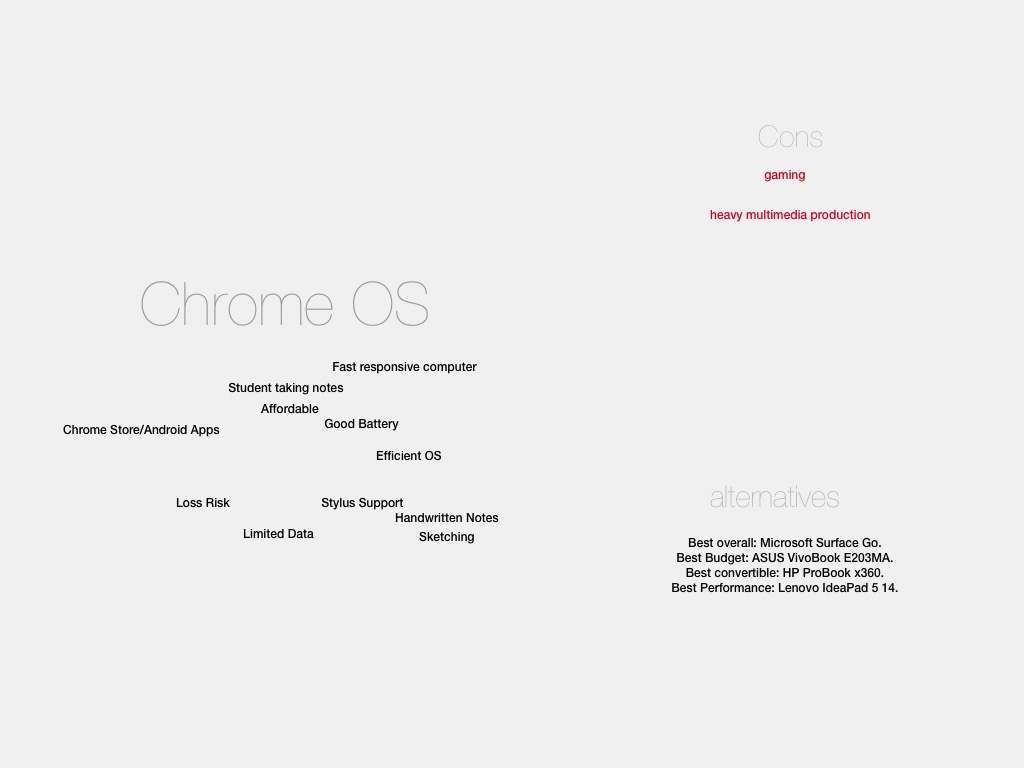 Chrome OS
Fast responsive computer
Student taking notes
Affordable
Good Battery
Chrome Store/Android Apps
Efficient OS
Loss Risk
Stylus Support
Handwritten Notes
Limited Data
Sketching
Cons
gaming
heavy multimedia production
alternatives
Best overall: Microsoft Surface Go.
Best Budget: ASUS VivoBook E203MA.
Best convertible: HP ProBook x360.
Best Performance: Lenovo IdeaPad 5 14.